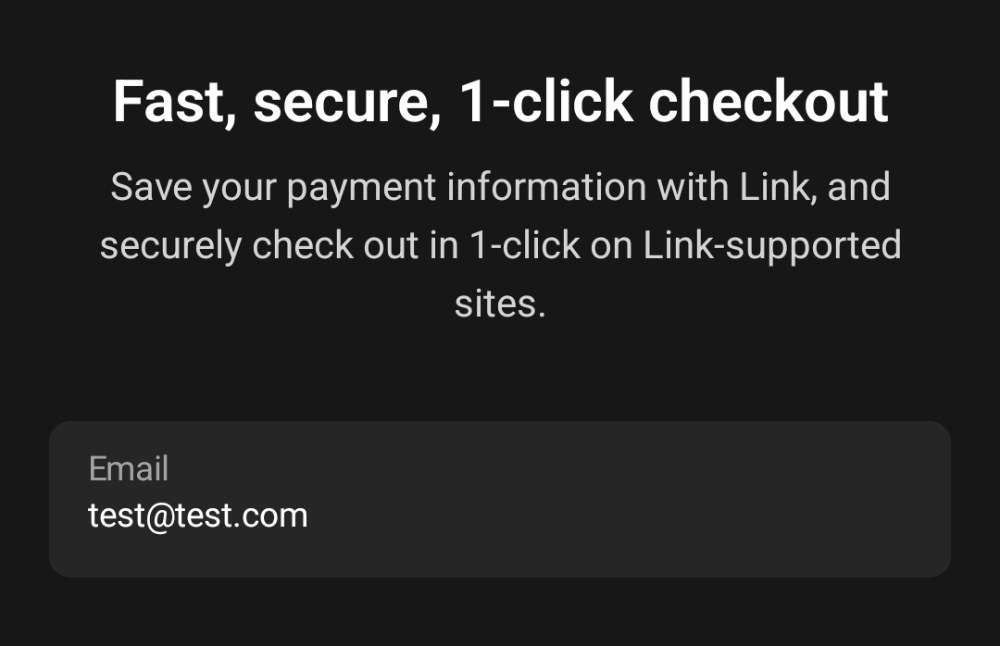 Fast, secure, 1-click checkout
Save your payment information with Link, and
securely check out in 1-click on Link-supported
sites.
Email
test@test.com